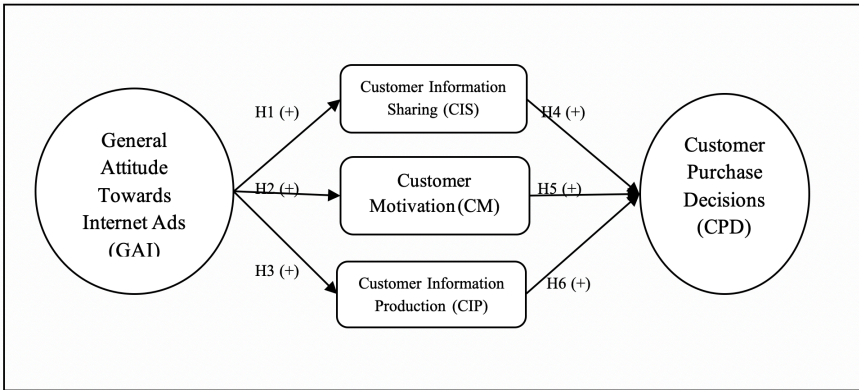 General
Attitude
Towards
Internet Ads
(GAI)
H1 (+)
H2 (+)
H3 (+)
Customer Information
Sharing (CIS)
Customer
Motivation (CM)
Customer Information
Production (CIP)
H4 (+)
H5 (+)
H6 (+)
Customer
Purchase
Decisions
(CPD)